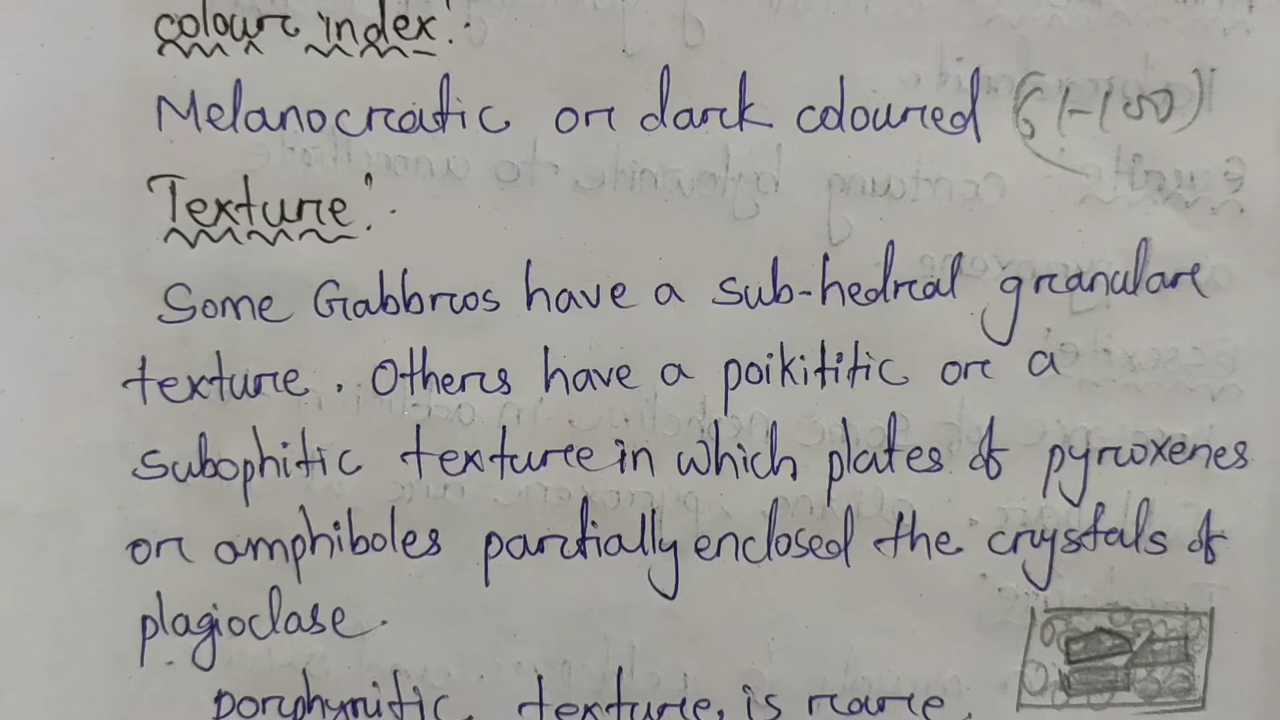 colour index:
Melanocratic or dark coloured (61-100)
Texture:
Some Gabbros have a sub-hedral granular
texture. Others have a poikititic or a
subophitic texture in which plates of pyroxenes
or amphiboles partially enclosed the crystals of
plagioclase.
porphyritic texture is rare.